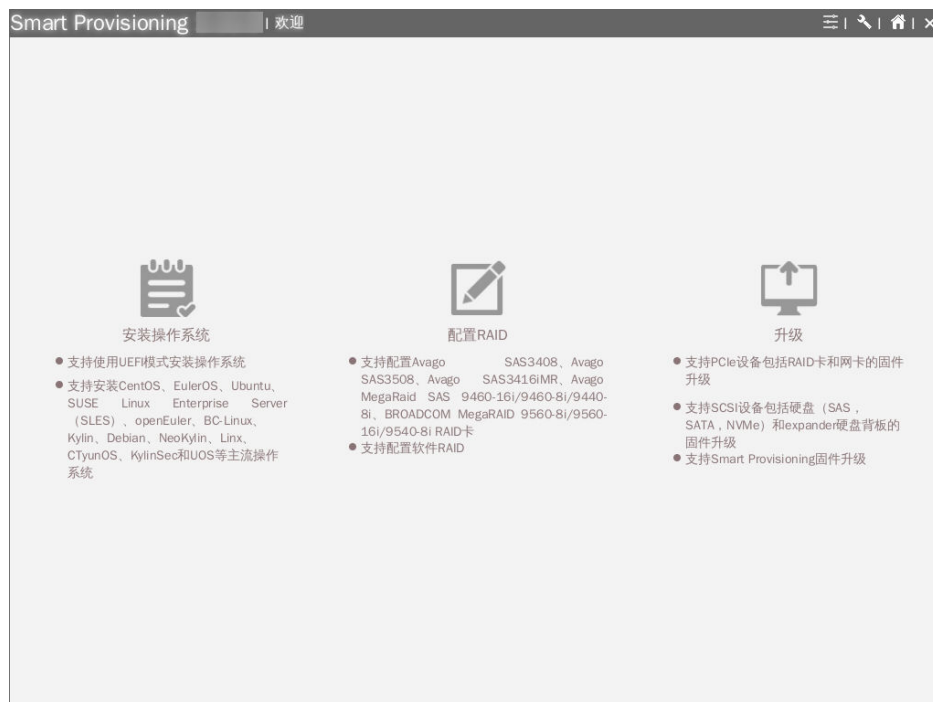 Smart Provisioning | 欢迎
安装操作系统
● 支持使用UEFI模式安装操作系统
● 支持安装CentOS、EulerOS、Ubuntu、
SUSE Linux Enterprise Server
（SLES）、openEuler、BC-Linux、
Kylin、Debian、NeoKylin、Linx、
CTyunOS、KylinSec和UOS等主流操作
系统
配置RAID
● 支持配置Avago SAS3408、Avago
SAS3508、Avago SAS3416iMR、Avago
MegaRaid SAS 9460-16i/9460-8i/9440-
8i、BROADCOM MegaRAID 9560-8i/9560-
16i/9540-8i RAID卡
● 支持配置软件RAID
升级
● 支持PCIe设备包括RAID卡和网卡的固件
升级
● 支持SCSI设备包括硬盘（SAS，
SATA，NVMe）和expander硬盘背板的
固件升级
● 支持Smart Provisioning固件升级